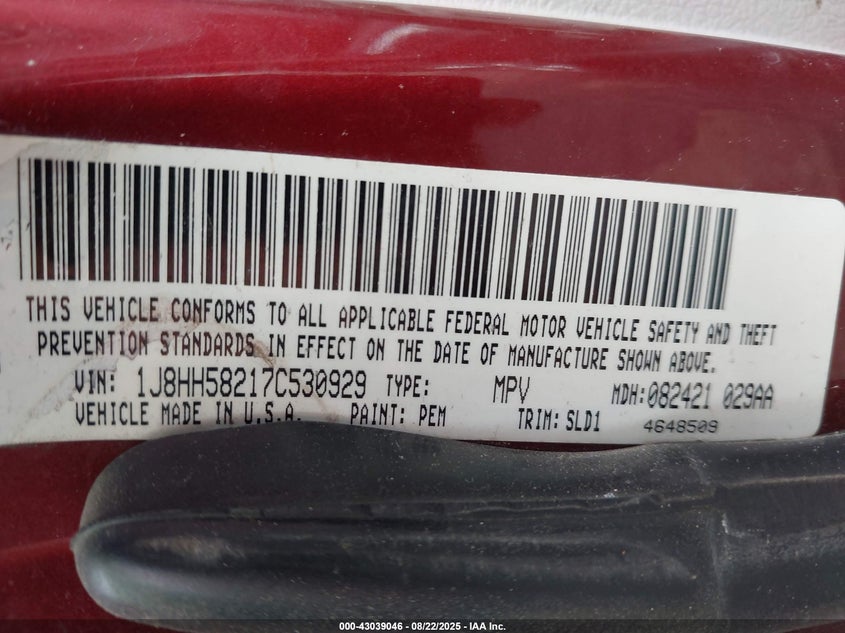 THIS VEHICLE CONFORMS TO ALL APPLICABLE FEDERAL MOTOR VEHICLE SAFETY AND THEFT
PREVENTION STANDARDS IN EFFECT ON THE DATE OF MANUFACTURE SHOWN ABOVE.
VIN: 1J8HH58217C530929 TYPE: MPV MDH:082421 029AA
VEHICLE MADE IN U.S.A. PAINT: PEM TRIM: SLD1 4648509
000-43039046 - 08/22/2025 - IAA Inc.